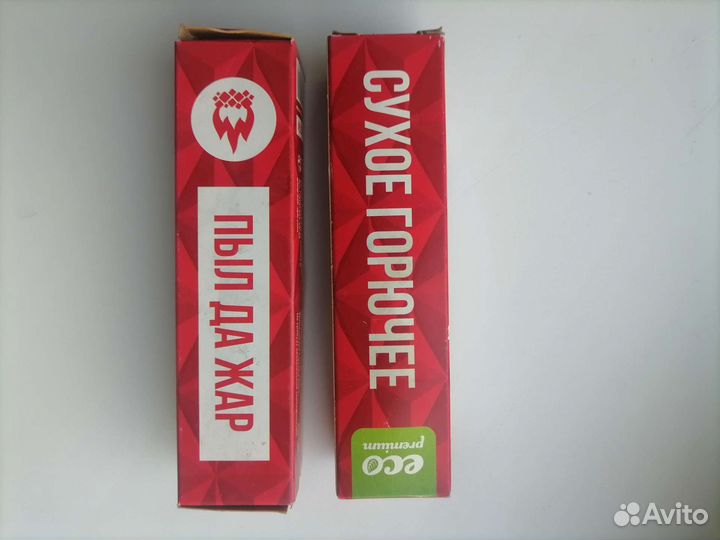 ПЫЛ ДА ЖАР
СУХОЕ ГОРЮЧЕЕ
eco
premium
Avito